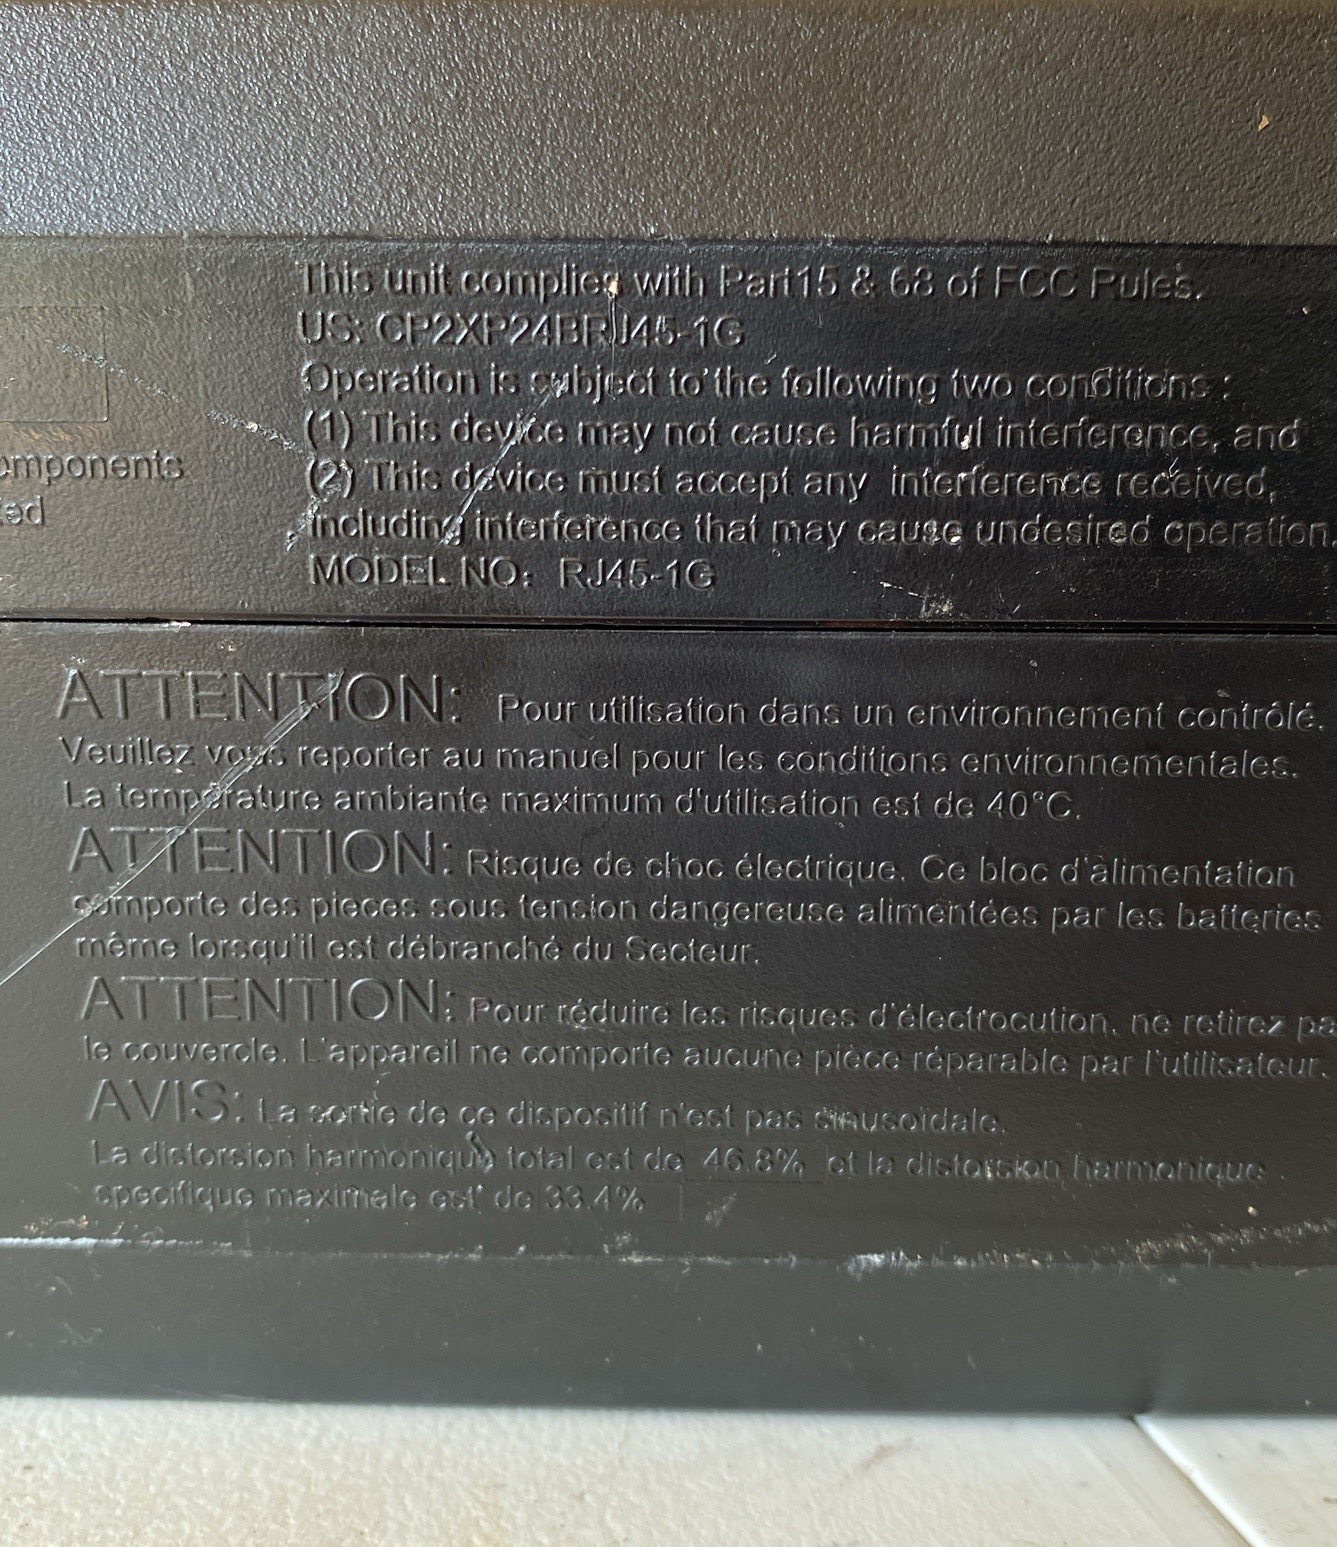 This unit complies with Part15 & 68 of FCC Rules.
US: CP2XP24BRJ45-1G
Operation is subject to the following two conditions :
(1) This device may not cause harmful interference, and
omponents
(2) This device must accept any interference received,
ted
including interference that may cause undesired operation.
MODEL NO: RJ45-1G
ATTENTION: Pour utilisation dans un environnement contrôlé.
Veuillez vous reporter au manuel pour les conditions environnementales.
La température ambiante maximum d'utilisation est de 40°C.
ATTENTION: Risque de choc électrique. Ce bloc d'alimentation
comporte des pieces sous tension dangereuse alimentées par les batteries
même lorsqu'il est débranché du Secteur.
ATTENTION: Pour réduire les risques d'électrocution, ne retirez pa
le couvercle. L'appareil ne comporte aucune pièce réparable par l'utilisateur.
AVIS: La sortie de ce dispositif n'est pas sinusoïdale.
La distorsion harmonique total est de 46.8% et la distorsion harmonique
specifique maximale est de 33.4%